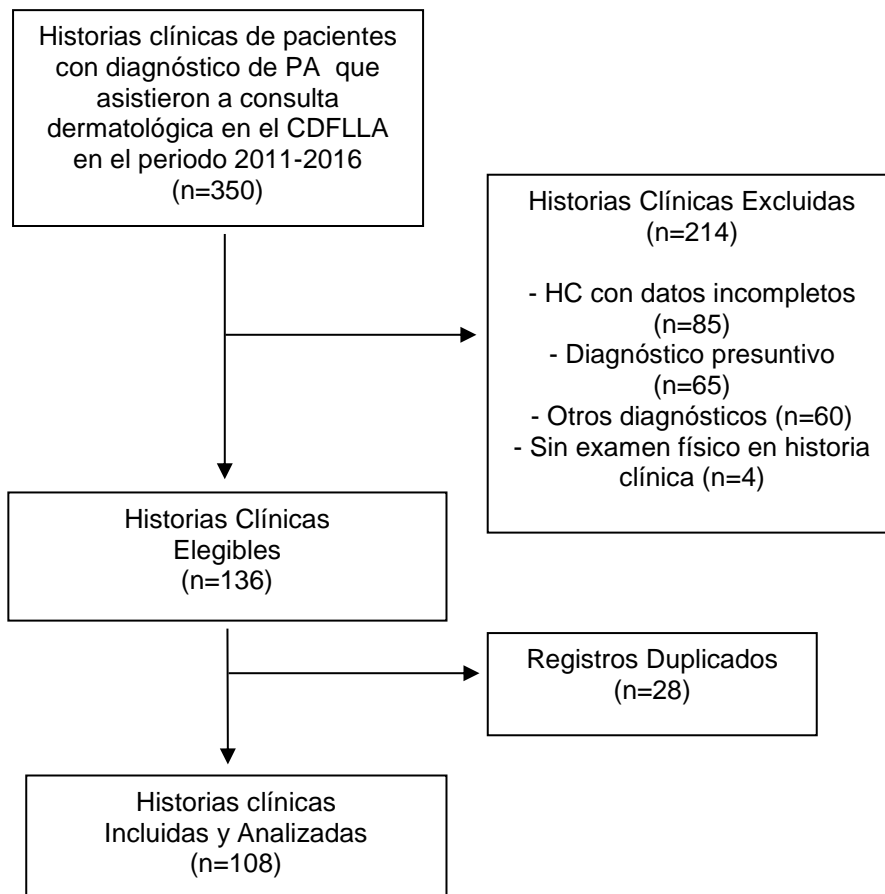 Historias clínicas de pacientes
con diagnóstico de PA que
asistieron a consulta
dermatológica en el CDFLLA
en el periodo 2011-2016
(n=350)
Historias Clínicas Excluidas
(n=214)
- HC con datos incompletos
(n=85)
- Diagnóstico presuntivo
(n=65)
- Otros diagnósticos (n=60)
- Sin examen físico en historia
clínica (n=4)
Historias Clínicas
Elegibles
(n=136)
Registros Duplicados
(n=28)
Historias clínicas
Incluidas y Analizadas
(n=108)